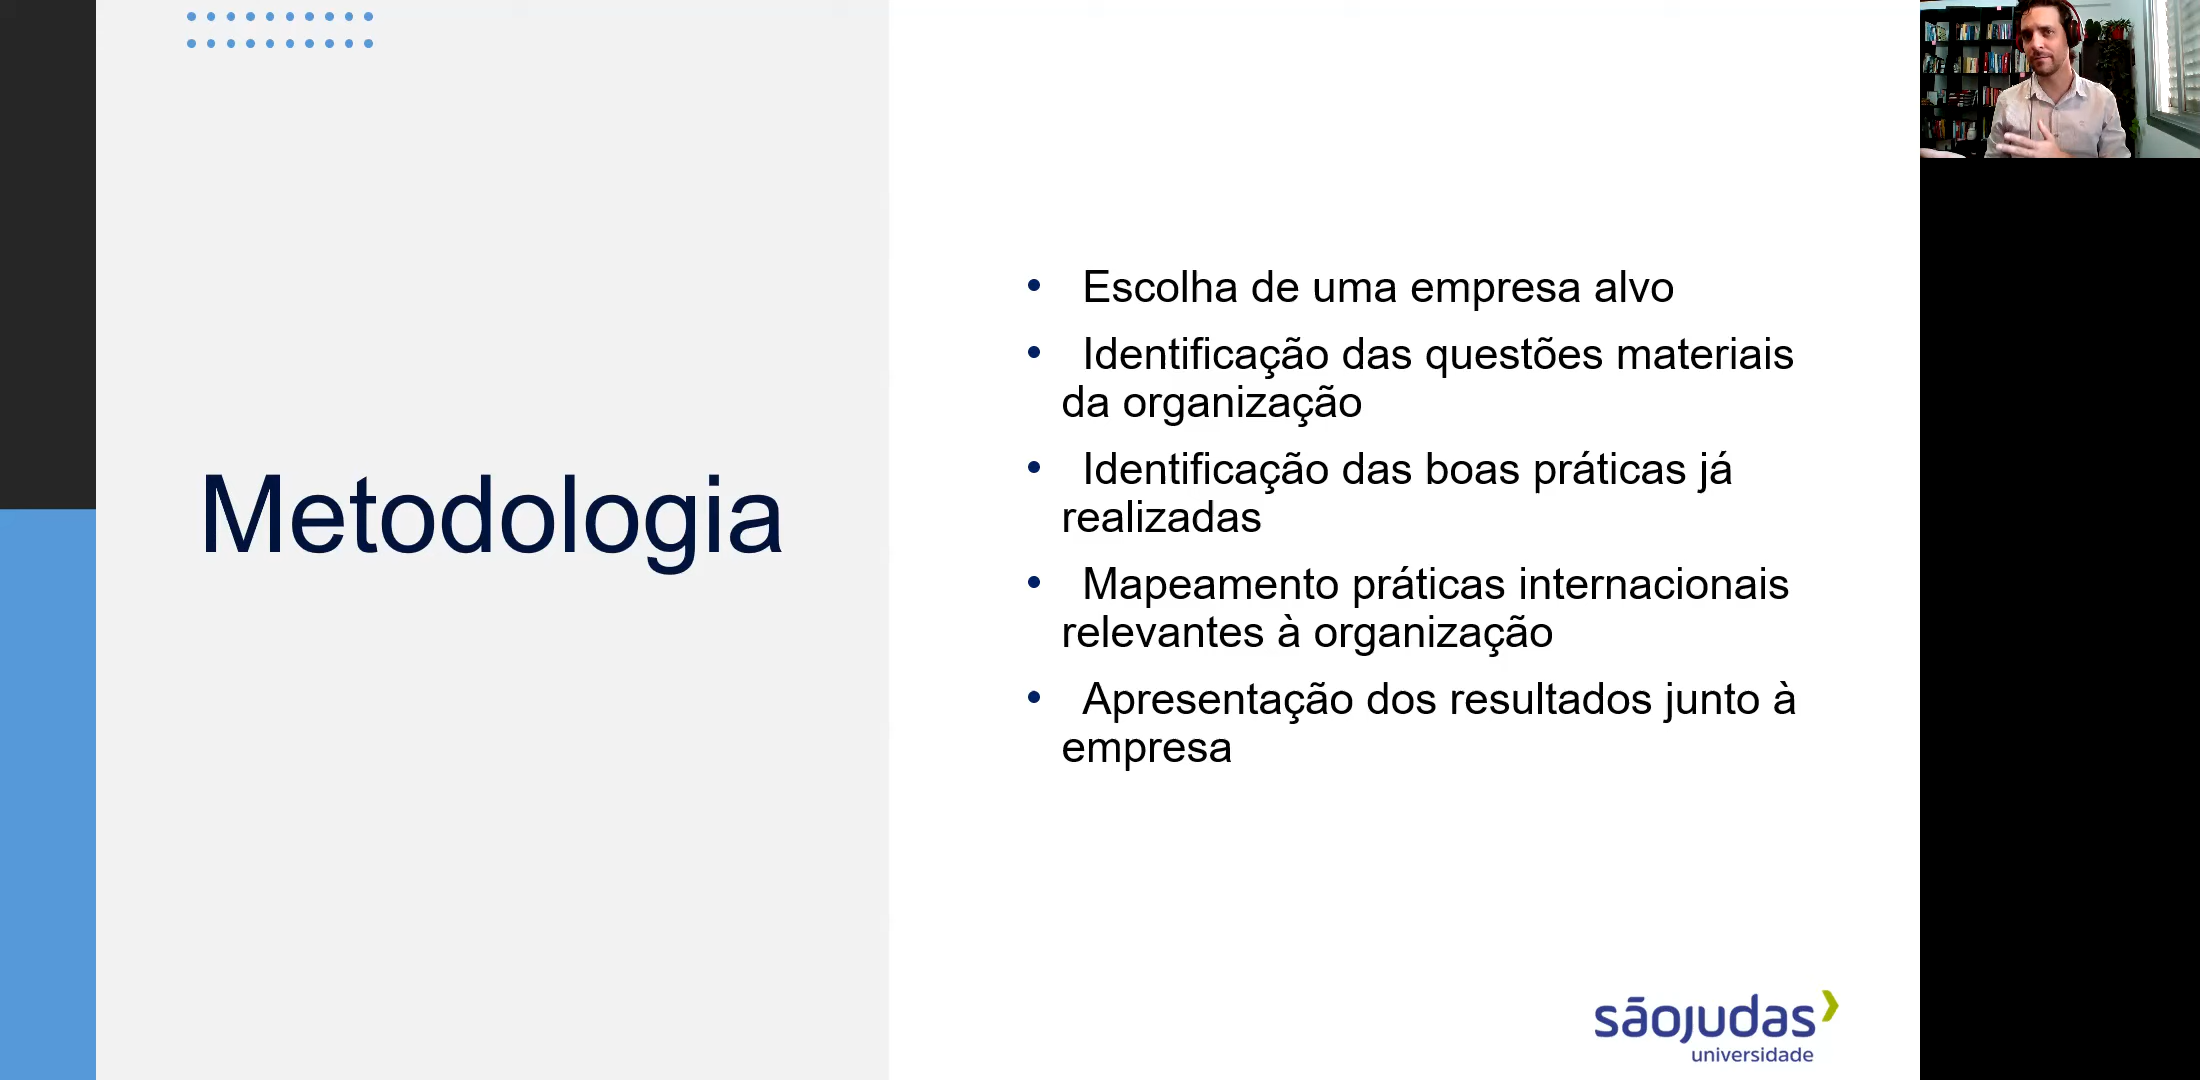 Metodologia
• Escolha de uma empresa alvo
• Identificação das questões materiais
da organização
• Identificação das boas práticas já
realizadas
• Mapeamento práticas internacionais
relevantes à organização
• Apresentação dos resultados junto à
empresa
sãojudas
universidade